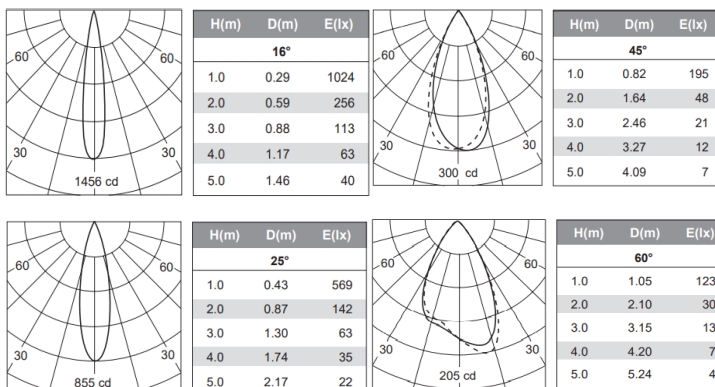 60
60
30
30
1456 cd
H(m) D(m) E(lx)
16°
1.0 0.29 1024
2.0 0.59 256
3.0 0.88 113
4.0 1.17 63
5.0 1.46 40
60
60
30
30
300 cd
H(m) D(m) E(lx)
45°
1.0 0.82 195
2.0 1.64 48
3.0 2.46 21
4.0 3.27 12
5.0 4.09 7
60
60
30
30
855 cd
H(m) D(m) E(lx)
25°
1.0 0.43 569
2.0 0.87 142
3.0 1.30 63
4.0 1.74 35
5.0 2.17 22
60
60
30
30
205 cd
H(m) D(m) E(lx)
60°
1.0 1.05 123
2.0 2.10 30
3.0 3.15 13
4.0 4.20 7
5.0 5.24 4